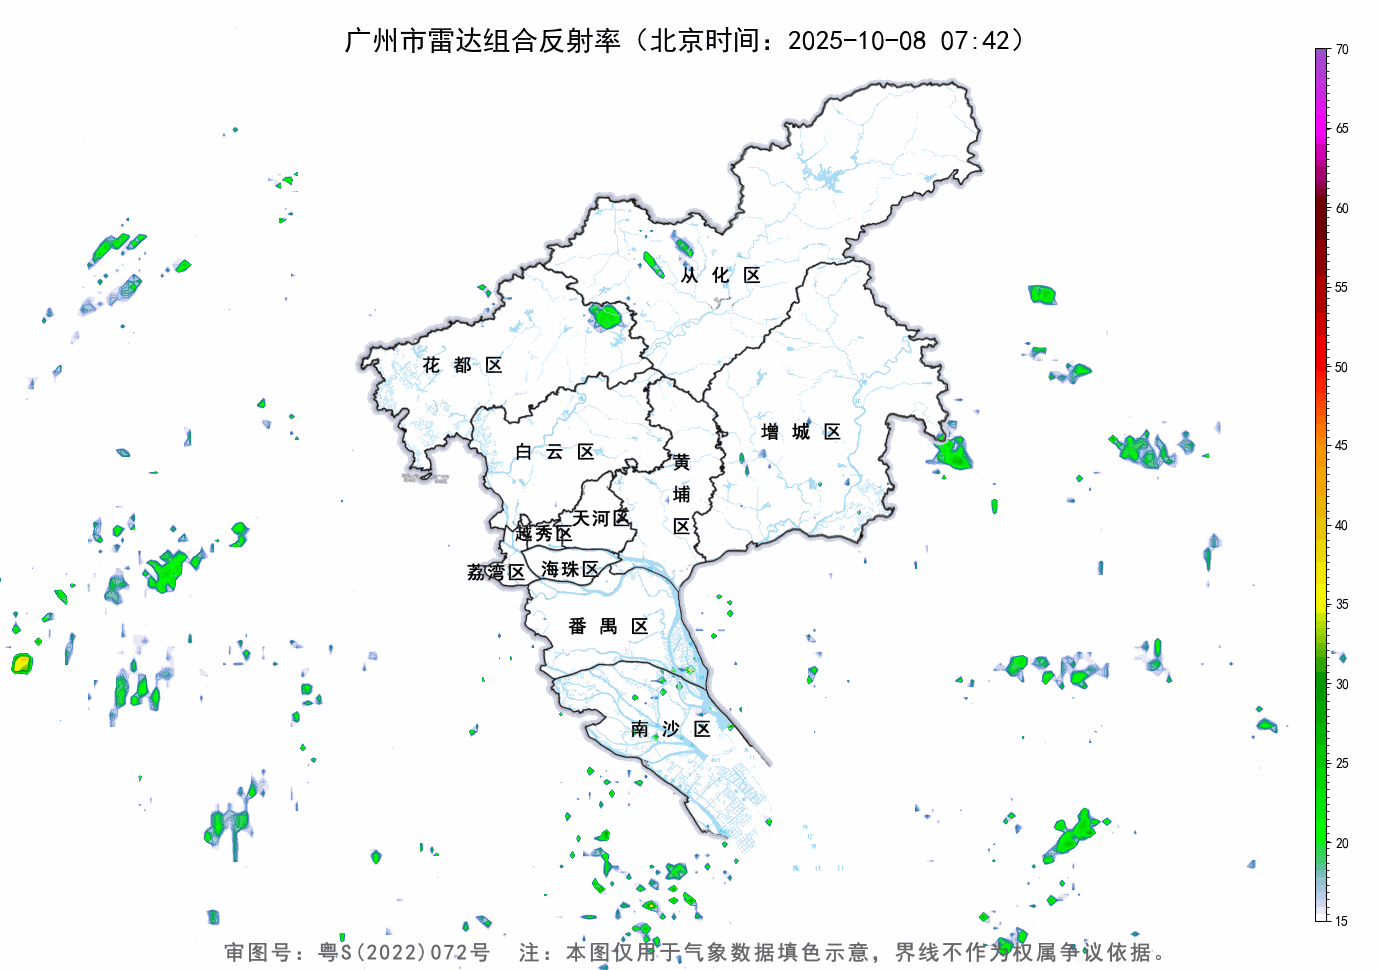 广州市雷达组合反射率（北京时间：2025-10-08 07:42）
70
65
60
55
50
45
40
35
30
25
20
15
从化区
花都区
增城区
白云区
黄埔区
天河区
越秀区
荔湾区
海珠区
番禺区
南沙区
审图号：粤S(2022)072号　注：本图仅用于气象数据填色示意，界线不作为权属争议依据。